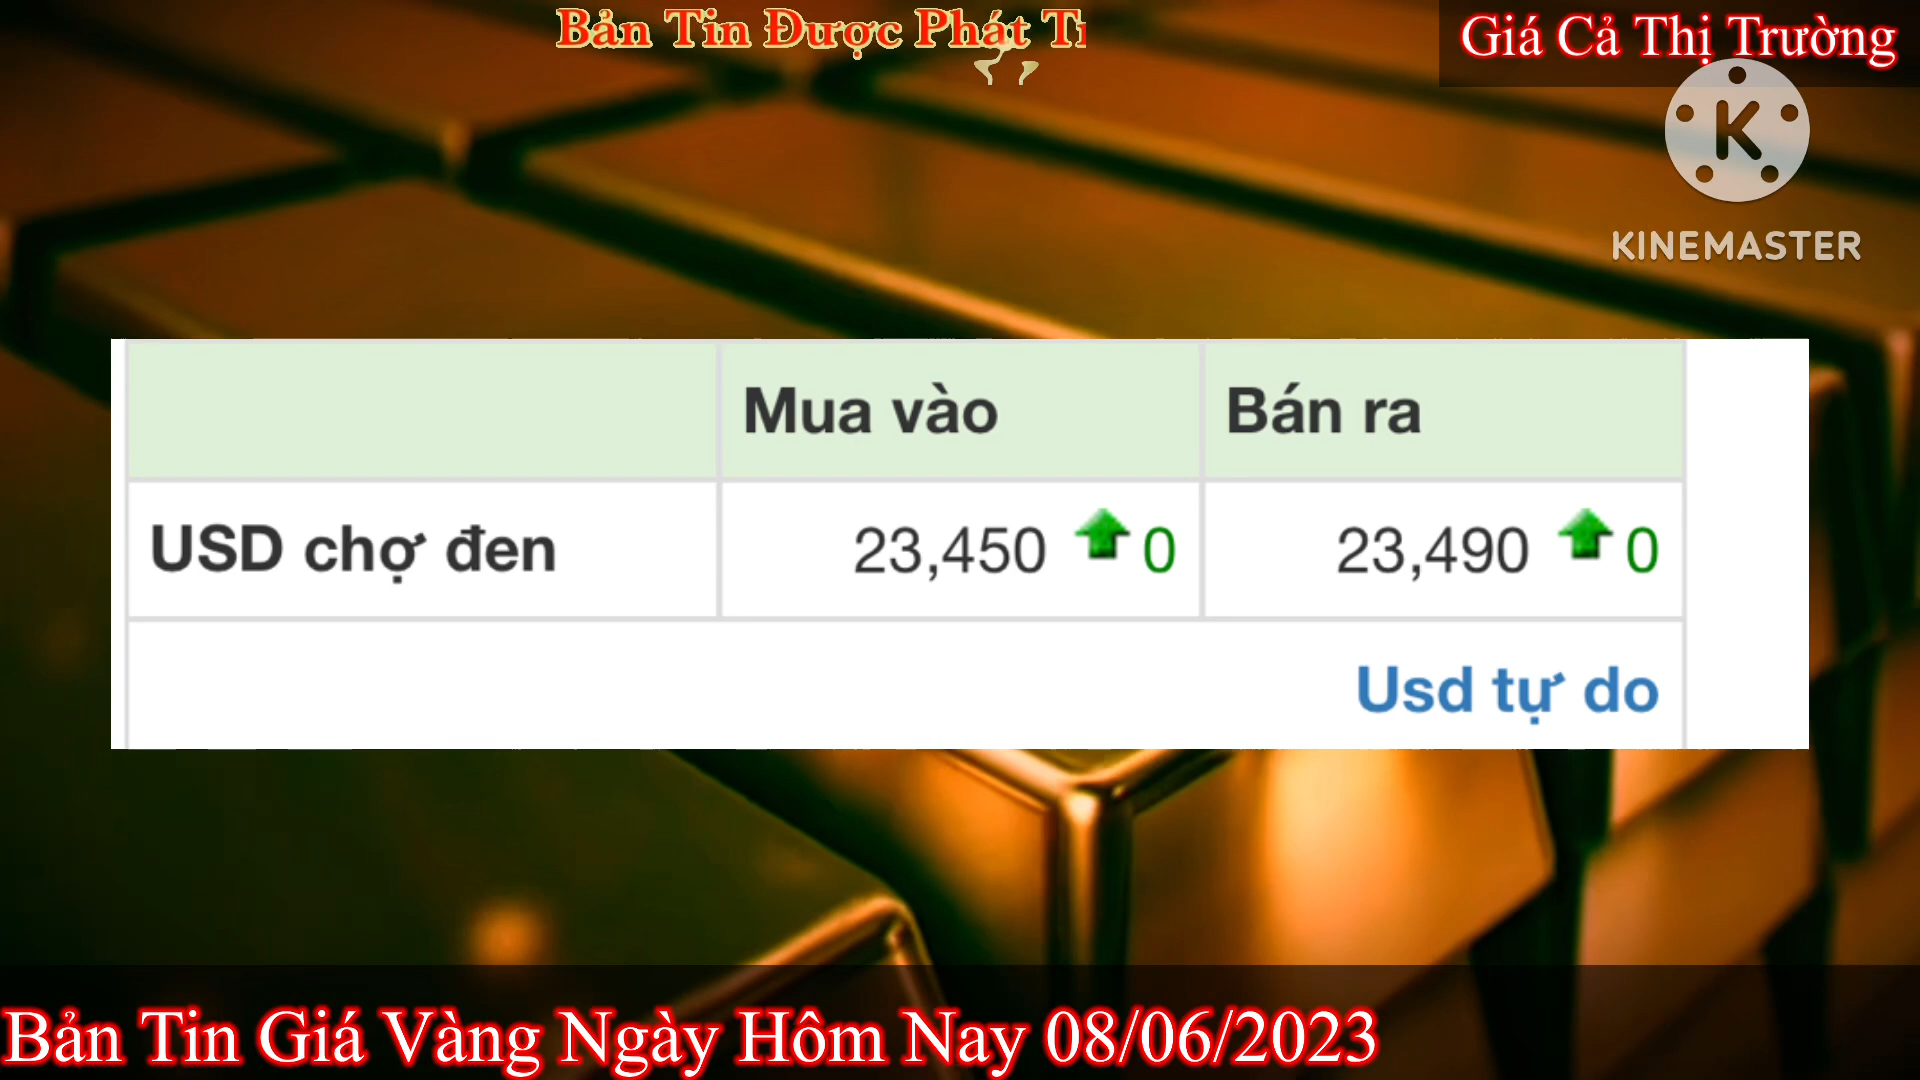 Bản Tin Được Phát
Giá Cả Thị Trường
K
KINEMASTER
Mua vào Bán ra
USD chợ đen 23,450 0 23,490 0
Usd tự do
Bản Tin Giá Vàng Ngày Hôm Nay 08/06/2023